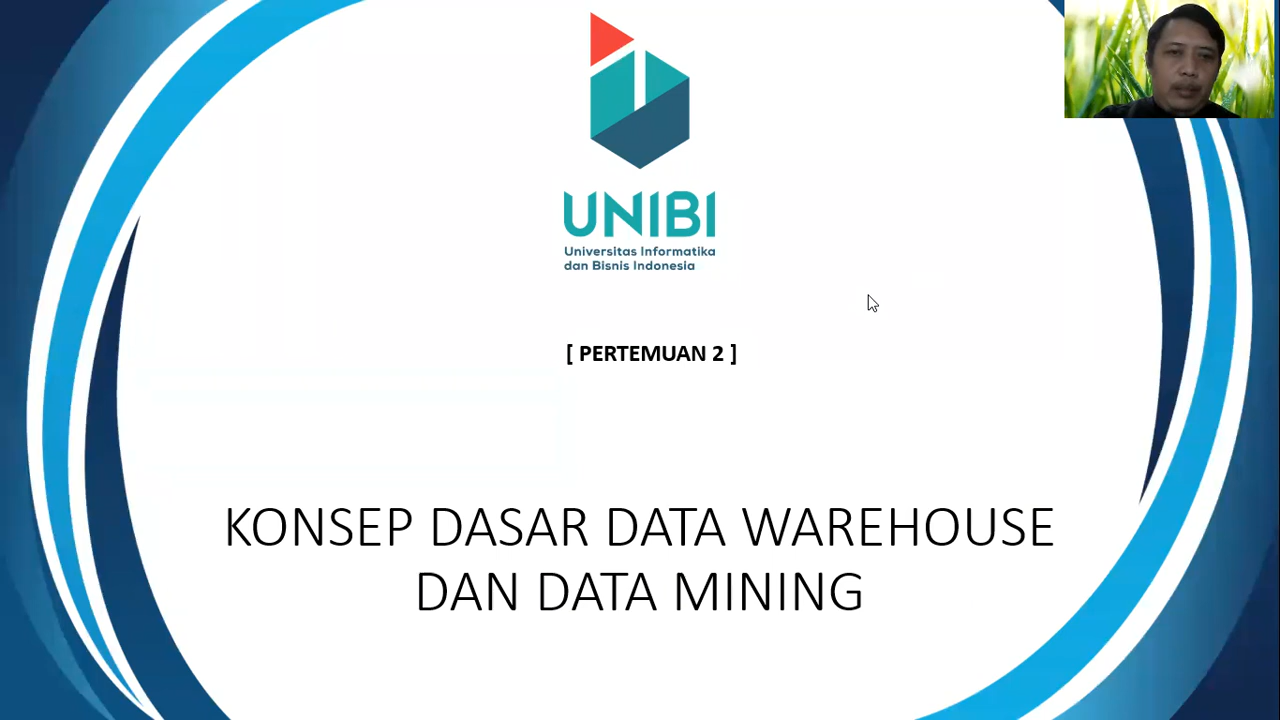 UNIBI
Universitas Informatika
dan Bisnis Indonesia
[ PERTEMUAN 2 ]
KONSEP DASAR DATA WAREHOUSE
DAN DATA MINING